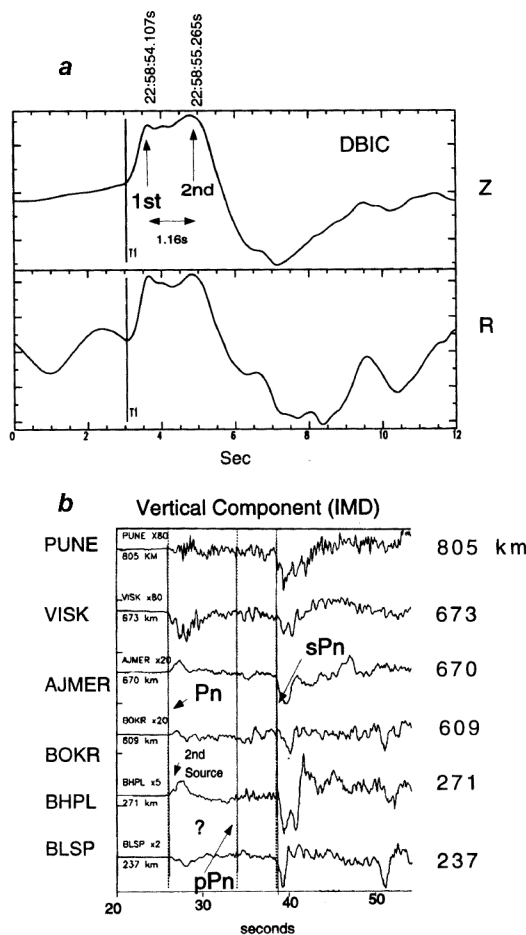 a
22:58:54.107s
22:58:55.265s
DBIC
Z
1st
2nd
1.16s
T1
R
T1
0 2 4 6 8 10 12
Sec
b Vertical Component (IMD)
PUNE PUNE X80 805 km
805 KM
VISK VISK x80 673
673 km
AJMER AJMER x20 670
670 km
sPn
Pn
BOKR BOKR x20 609
609 km
2nd
Source
BHPL BHPL x5 271
271 km
?
BLSP BLSP x2 237
237 km
pPn
20 30 40 50
seconds